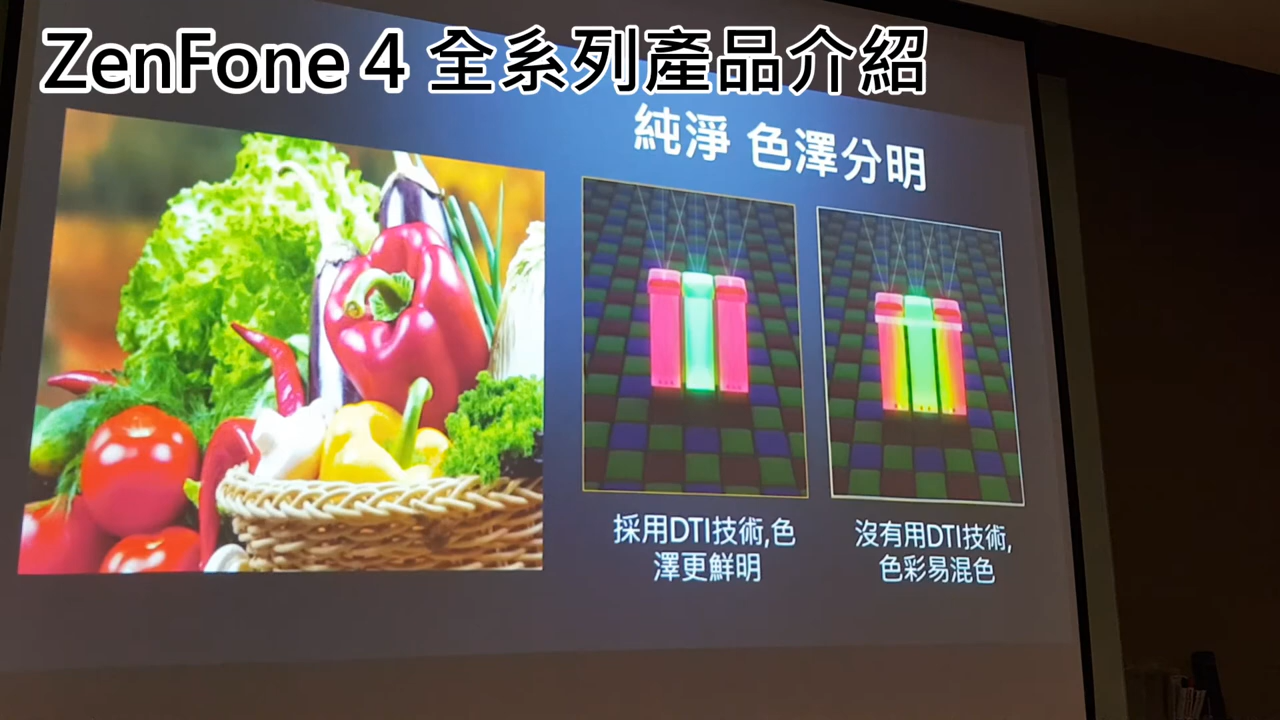 ZenFone 4 全系列產品介紹
純淨 色澤分明
採用DTI技術,色
澤更鮮明
沒有用DTI技術,
色彩易混色